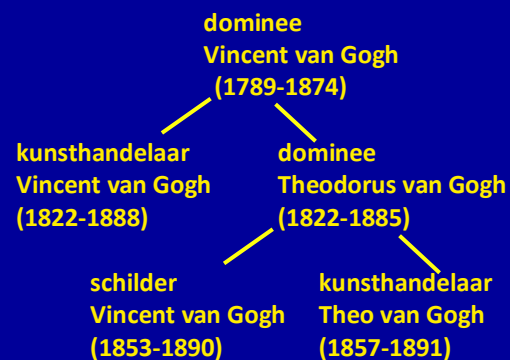 dominee
Vincent van Gogh
(1789-1874)
kunsthandelaar
Vincent van Gogh
(1822-1888)
dominee
Theodorus van Gogh
(1822-1885)
schilder
Vincent van Gogh
(1853-1890)
kunsthandelaar
Theo van Gogh
(1857-1891)